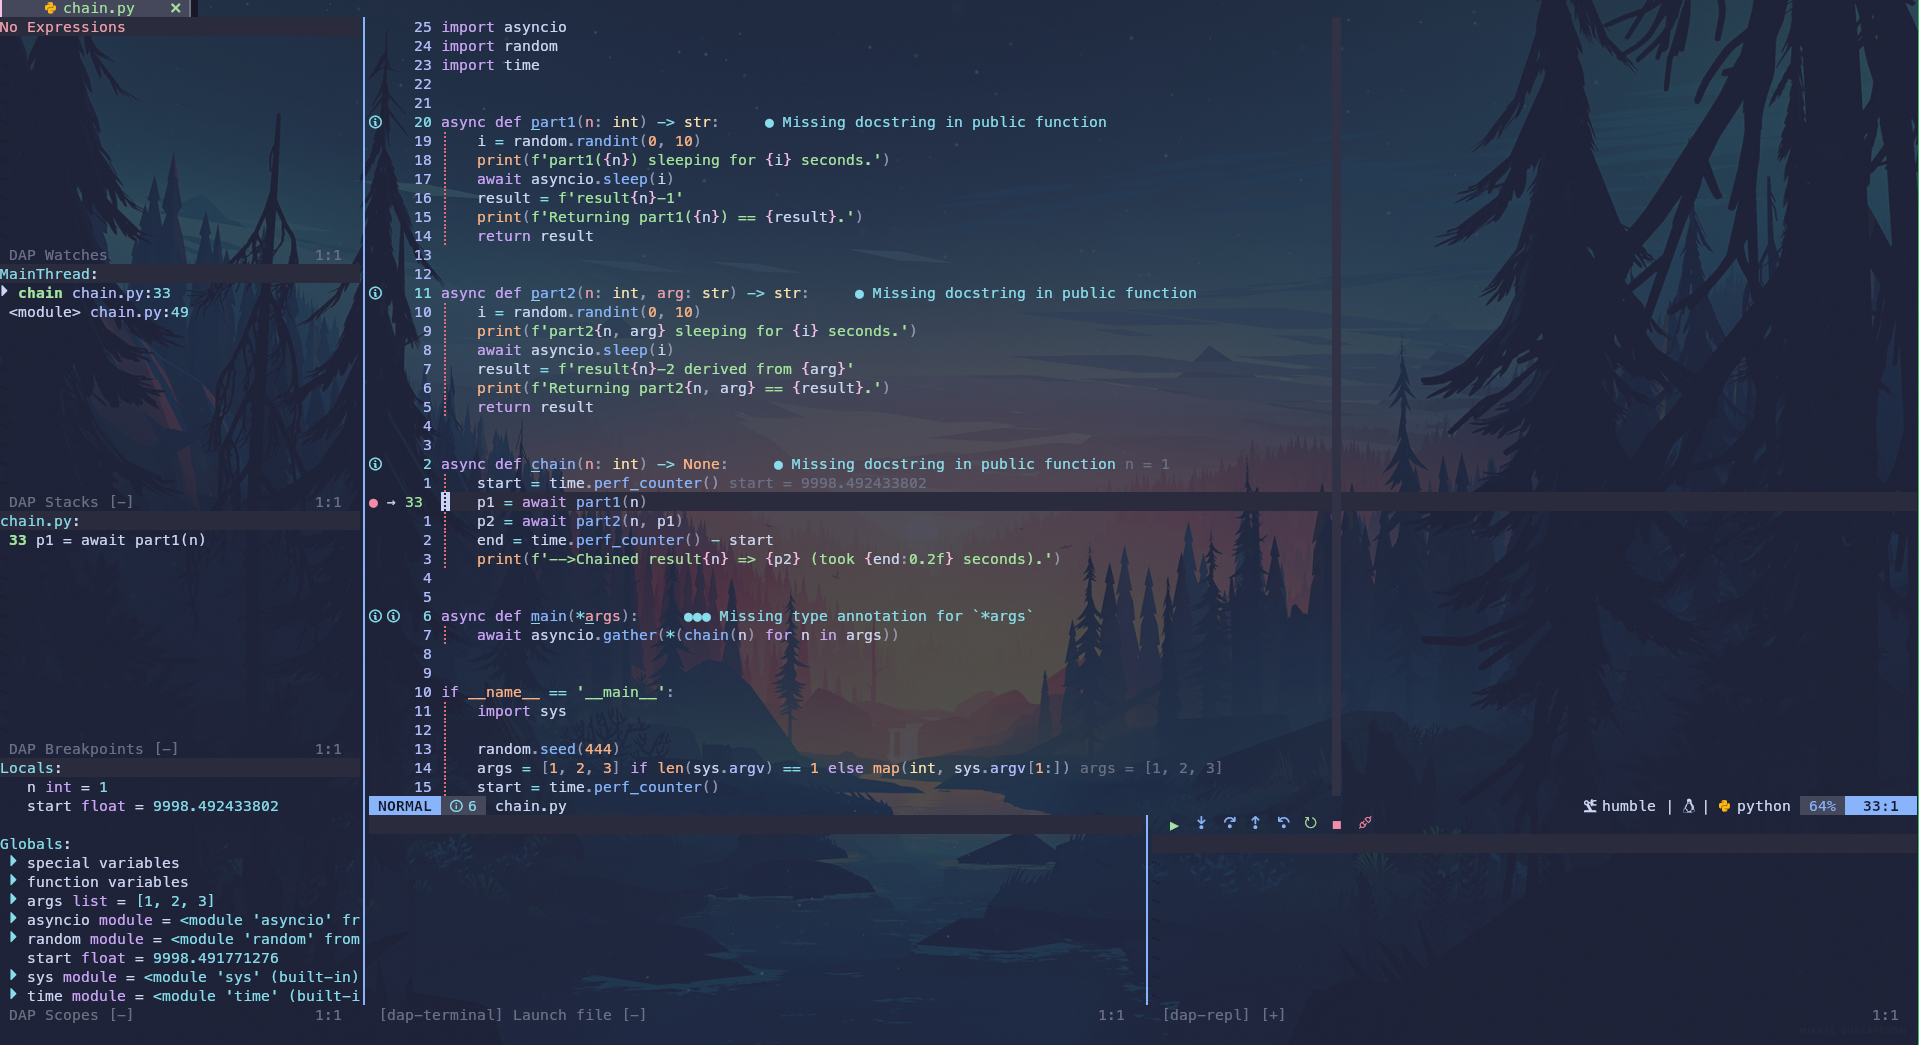 chain.py ✕
No Expressions
DAP Watches 1:1
MainThread:
chain chain.py:33
<module> chain.py:49
DAP Stacks [-] 1:1
chain.py:
33 p1 = await part1(n)
DAP Breakpoints [-] 1:1
Locals:
n int = 1
start float = 9998.492433802
Globals:
special variables
function variables
args list = [1, 2, 3]
asyncio module = <module 'asyncio' fr
random module = <module 'random' from
start float = 9998.491771276
sys module = <module 'sys' (built-in)
time module = <module 'time' (built-i
DAP Scopes [-] 1:1
25 import asyncio
24 import random
23 import time
22
21
20 async def part1(n: int) -> str: ● Missing docstring in public function
19 i = random.randint(0, 10)
18 print(f'part1({n}) sleeping for {i} seconds.')
17 await asyncio.sleep(i)
16 result = f'result{n}-1'
15 print(f'Returning part1({n}) == {result}.')
14 return result
13
12
11 async def part2(n: int, arg: str) -> str: ● Missing docstring in public function
10 i = random.randint(0, 10)
9 print(f'part2{n, arg} sleeping for {i} seconds.')
8 await asyncio.sleep(i)
7 result = f'result{n}-2 derived from {arg}'
6 print(f'Returning part2{n, arg} == {result}.')
5 return result
4
3
2 async def chain(n: int) -> None: ● Missing docstring in public function n = 1
1 start = time.perf_counter() start = 9998.492433802
● → 33 p1 = await part1(n)
1 p2 = await part2(n, p1)
2 end = time.perf_counter() - start
3 print(f'-->Chained result{n} => {p2} (took {end:0.2f} seconds).')
4
5
6 async def main(*args): ●●● Missing type annotation for `*args`
7 await asyncio.gather(*(chain(n) for n in args))
8
9
10 if __name__ == '__main__':
11 import sys
12
13 random.seed(444)
14 args = [1, 2, 3] if len(sys.argv) == 1 else map(int, sys.argv[1:]) args = [1, 2, 3]
15 start = time.perf_counter()
NORMAL 6 chain.py humble | | python 64% 33:1
[dap-terminal] Launch file [-] 1:1
[dap-repl] [+] 1:1